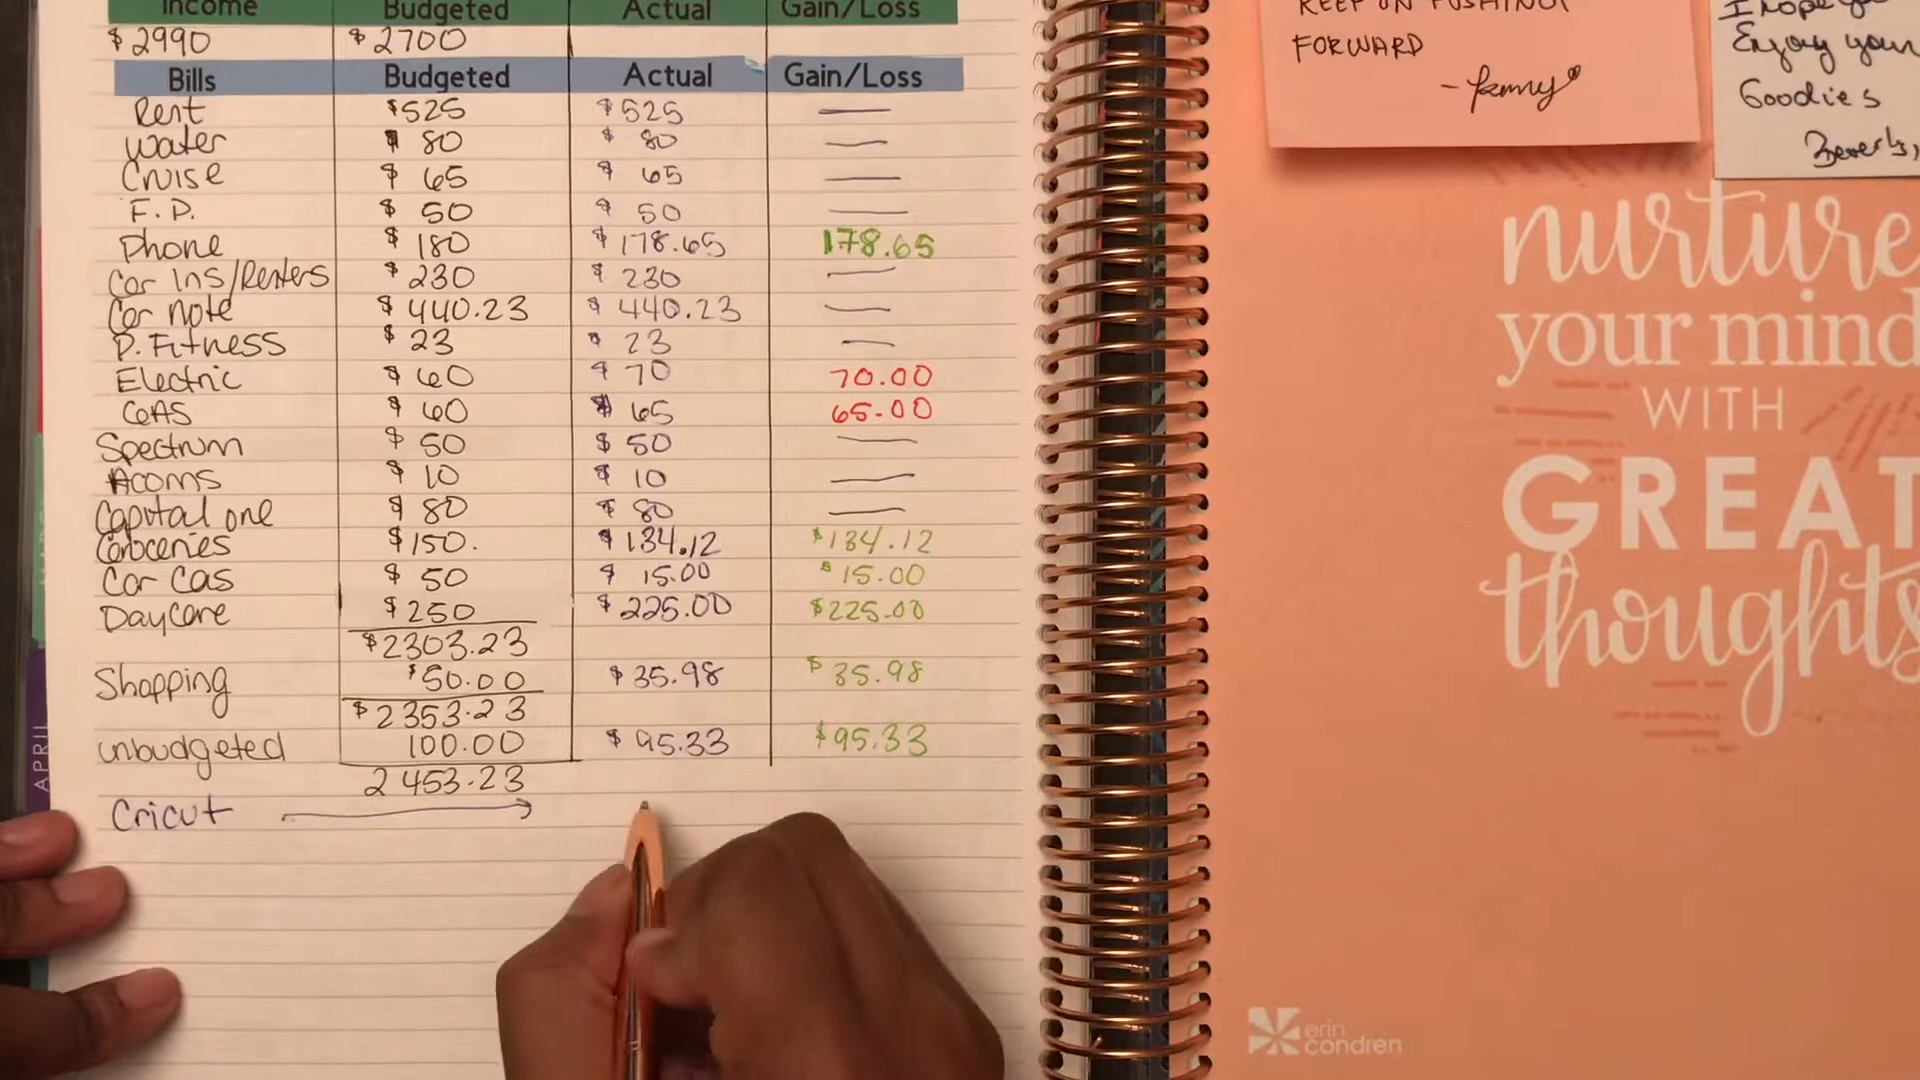 Income Budgeted Actual Gain/Loss
$2990 $2700
Bills Budgeted Actual Gain/Loss
Rent $525 $525 —
Water $ 80 $ 80 —
Cruise $ 65 $ 65 —
F.P. $ 50 $ 50 —
Phone $ 180 $178.65 178.65
Car Ins/Renters $ 230 $ 230 —
Car note $ 440.23 $ 440.23 —
P.Fitness $ 23 $ 23 —
Electric $ 60 $ 70 70.00
GAS $ 60 $ 65 65.00
Spectrum $ 50 $ 50 —
Acorns $ 10 $ 10 —
Capital one $ 80 $ 80 —
Groceries $150. $134.12 $134.12
Car Gas $ 50 $ 15.00 $15.00
Daycare $250 $225.00 $225.00
$2303.23
Shopping $50.00 $35.98 $35.98
$2353.23
unbudgeted 100.00 $95.33 $95.33
2453.23
Cricut →
APRIL
FORWARD
Enjoy your
Goodies
nurture
your mind
WITH
GREAT
thoughts
erin
condren